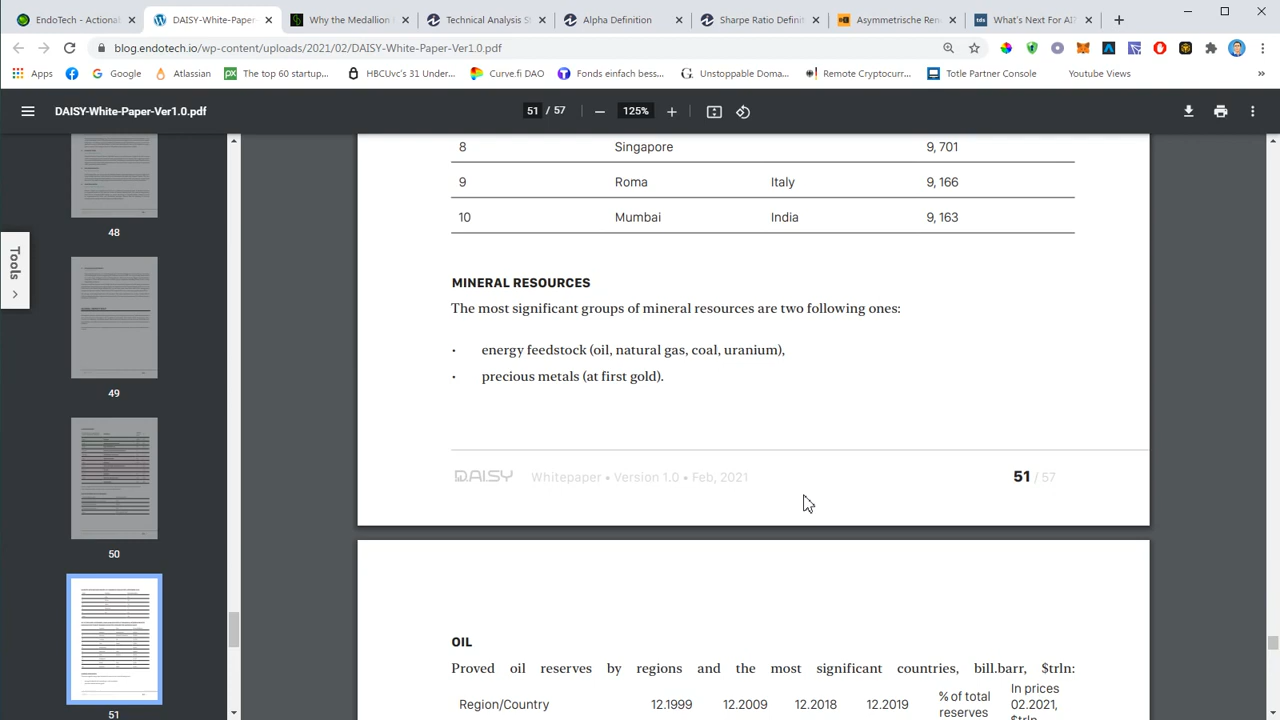 EndoTech - Actional
DAISY-White-Paper-
Why the Medallion
Technical Analysis S
Alpha Definition
Sharpe Ratio Definit
Asymmetrische Ren
What's Next For AI?
blog.endotech.io/wp-content/uploads/2021/02/DAISY-White-Paper-Ver1.0.pdf
Apps
Google
Atlassian
The top 60 startup...
HBCUvc's 31 Under...
Curve.fi DAO
Fonds einfach bess...
Unstoppable Doma...
Remote Cryptocurr...
Totle Partner Console
Youtube Views
DAISY-White-Paper-Ver1.0.pdf
51 / 57
125%
Tools
48
49
50
51
8 Singapore 9, 701
9 Roma Italy 9, 166
10 Mumbai India 9, 163
MINERAL RESOURCES
The most significant groups of mineral resources are two following ones:
• energy feedstock (oil, natural gas, coal, uranium),
• precious metals (at first gold).
DAISY Whitepaper • Version 1.0 • Feb, 2021 51 / 57
OIL
Proved oil reserves by regions and the most significant countries, bill.barr, $trln:
Region/Country 12.1999 12.2009 12.2018 12.2019 % of total reserves In prices 02.2021, $trln